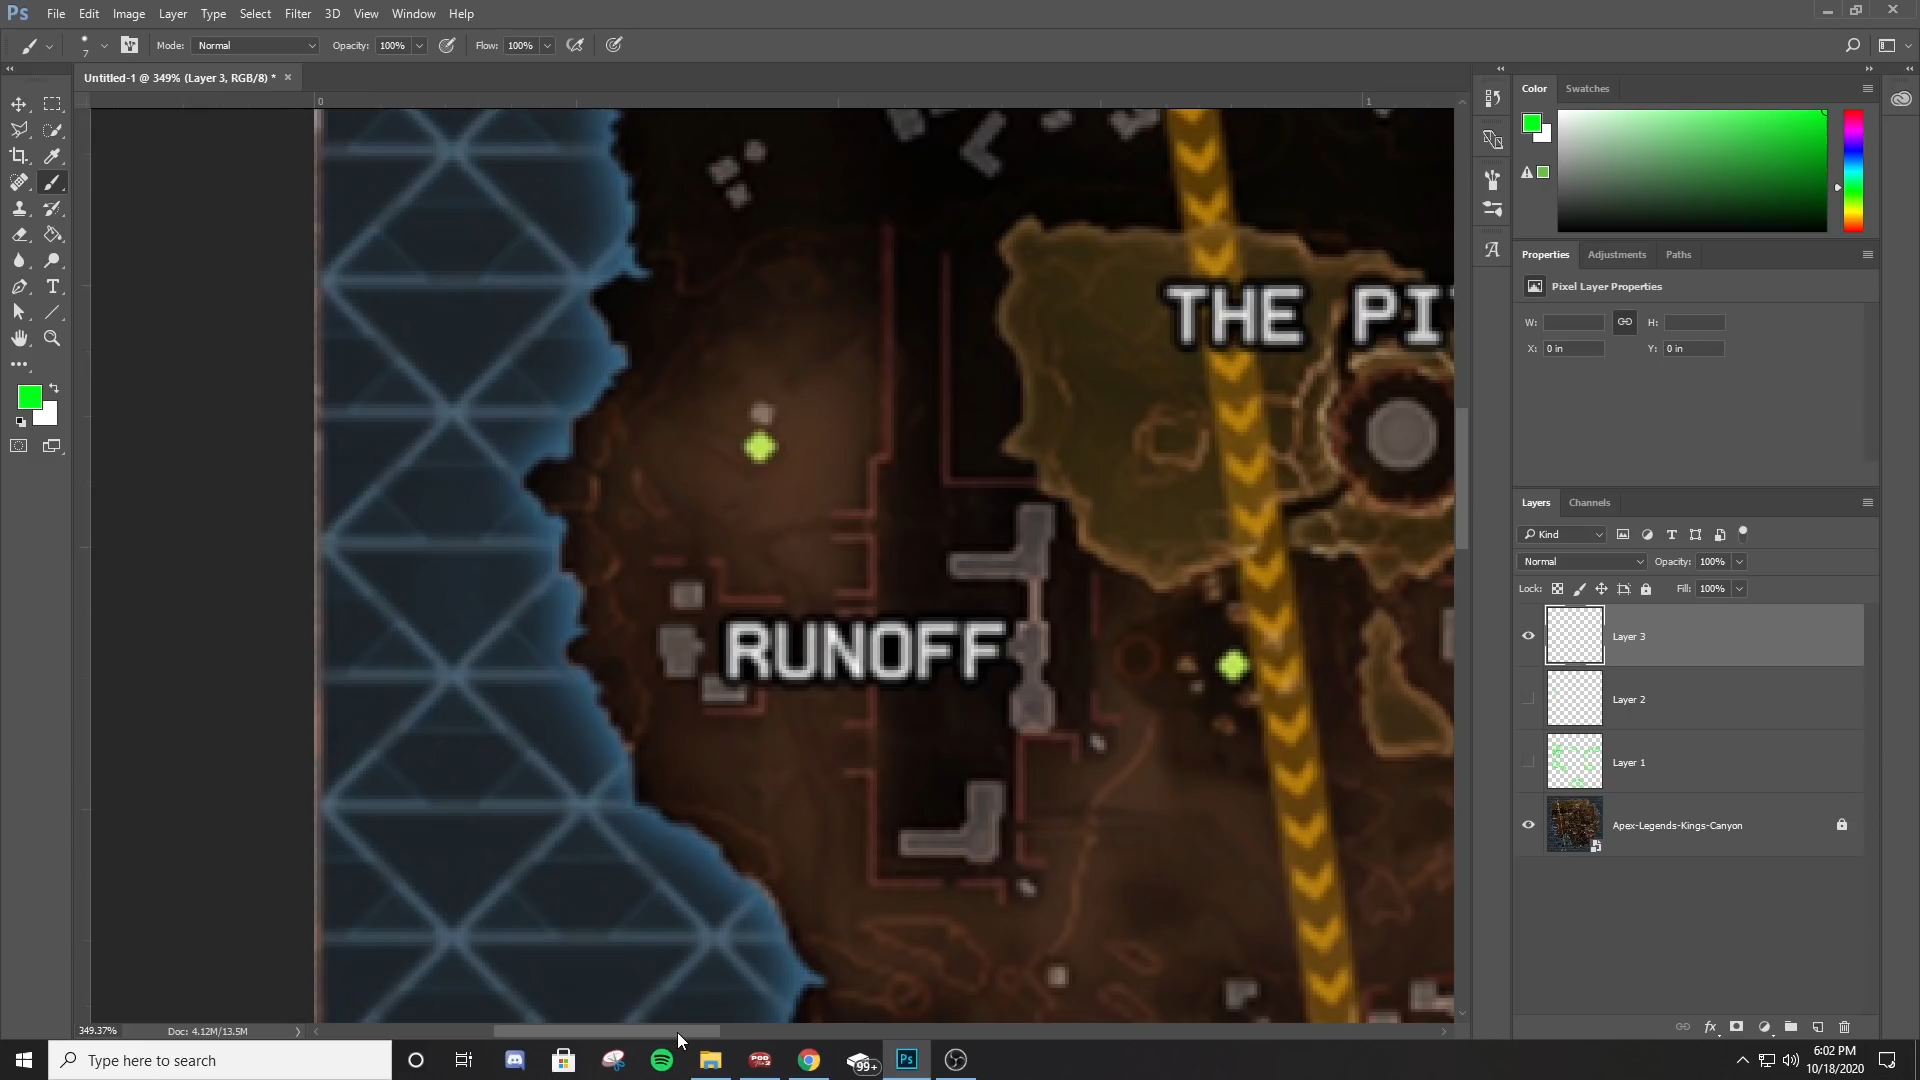 Ps File Edit Image Layer Type Select Filter 3D View Window Help
7 Mode: Normal Opacity: 100% Flow: 100%
Untitled-1 @ 349% (Layer 3, RGB/8) *
0 1
Color Swatches
Properties Adjustments Paths
Pixel Layer Properties
W: H:
X: 0 in Y: 0 in
THE PI
RUNOFF
Layers Channels
Kind
Normal Opacity: 100%
Lock: Fill: 100%
Layer 3
Layer 2
Layer 1
Apex-Legends-Kings-Canyon
349.37% Doc: 4.12M/13.5M
Type here to search
99+
Ps
6:02 PM
10/18/2020